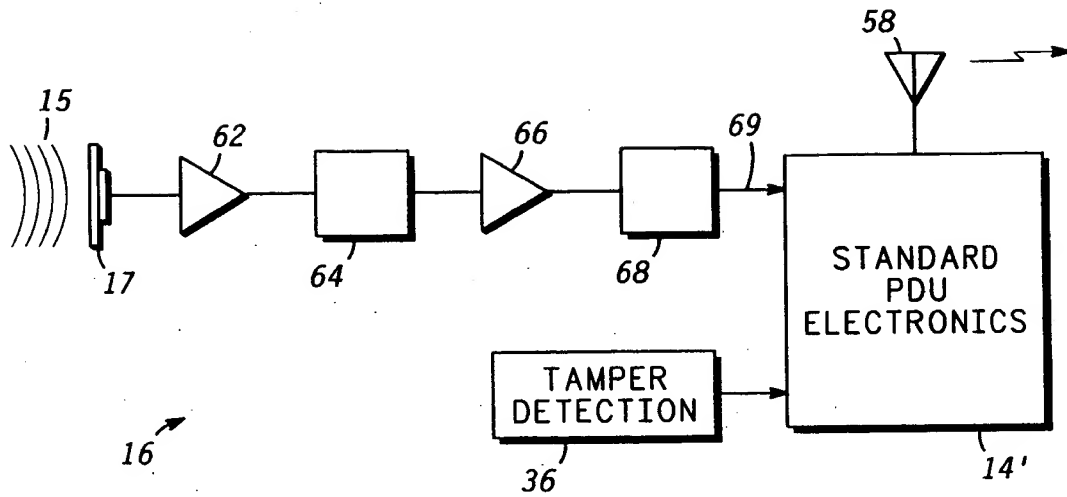 58
15
62
66
69
17
64
68
STANDARD
PDU
ELECTRONICS
TAMPER
DETECTION
16
36
14'